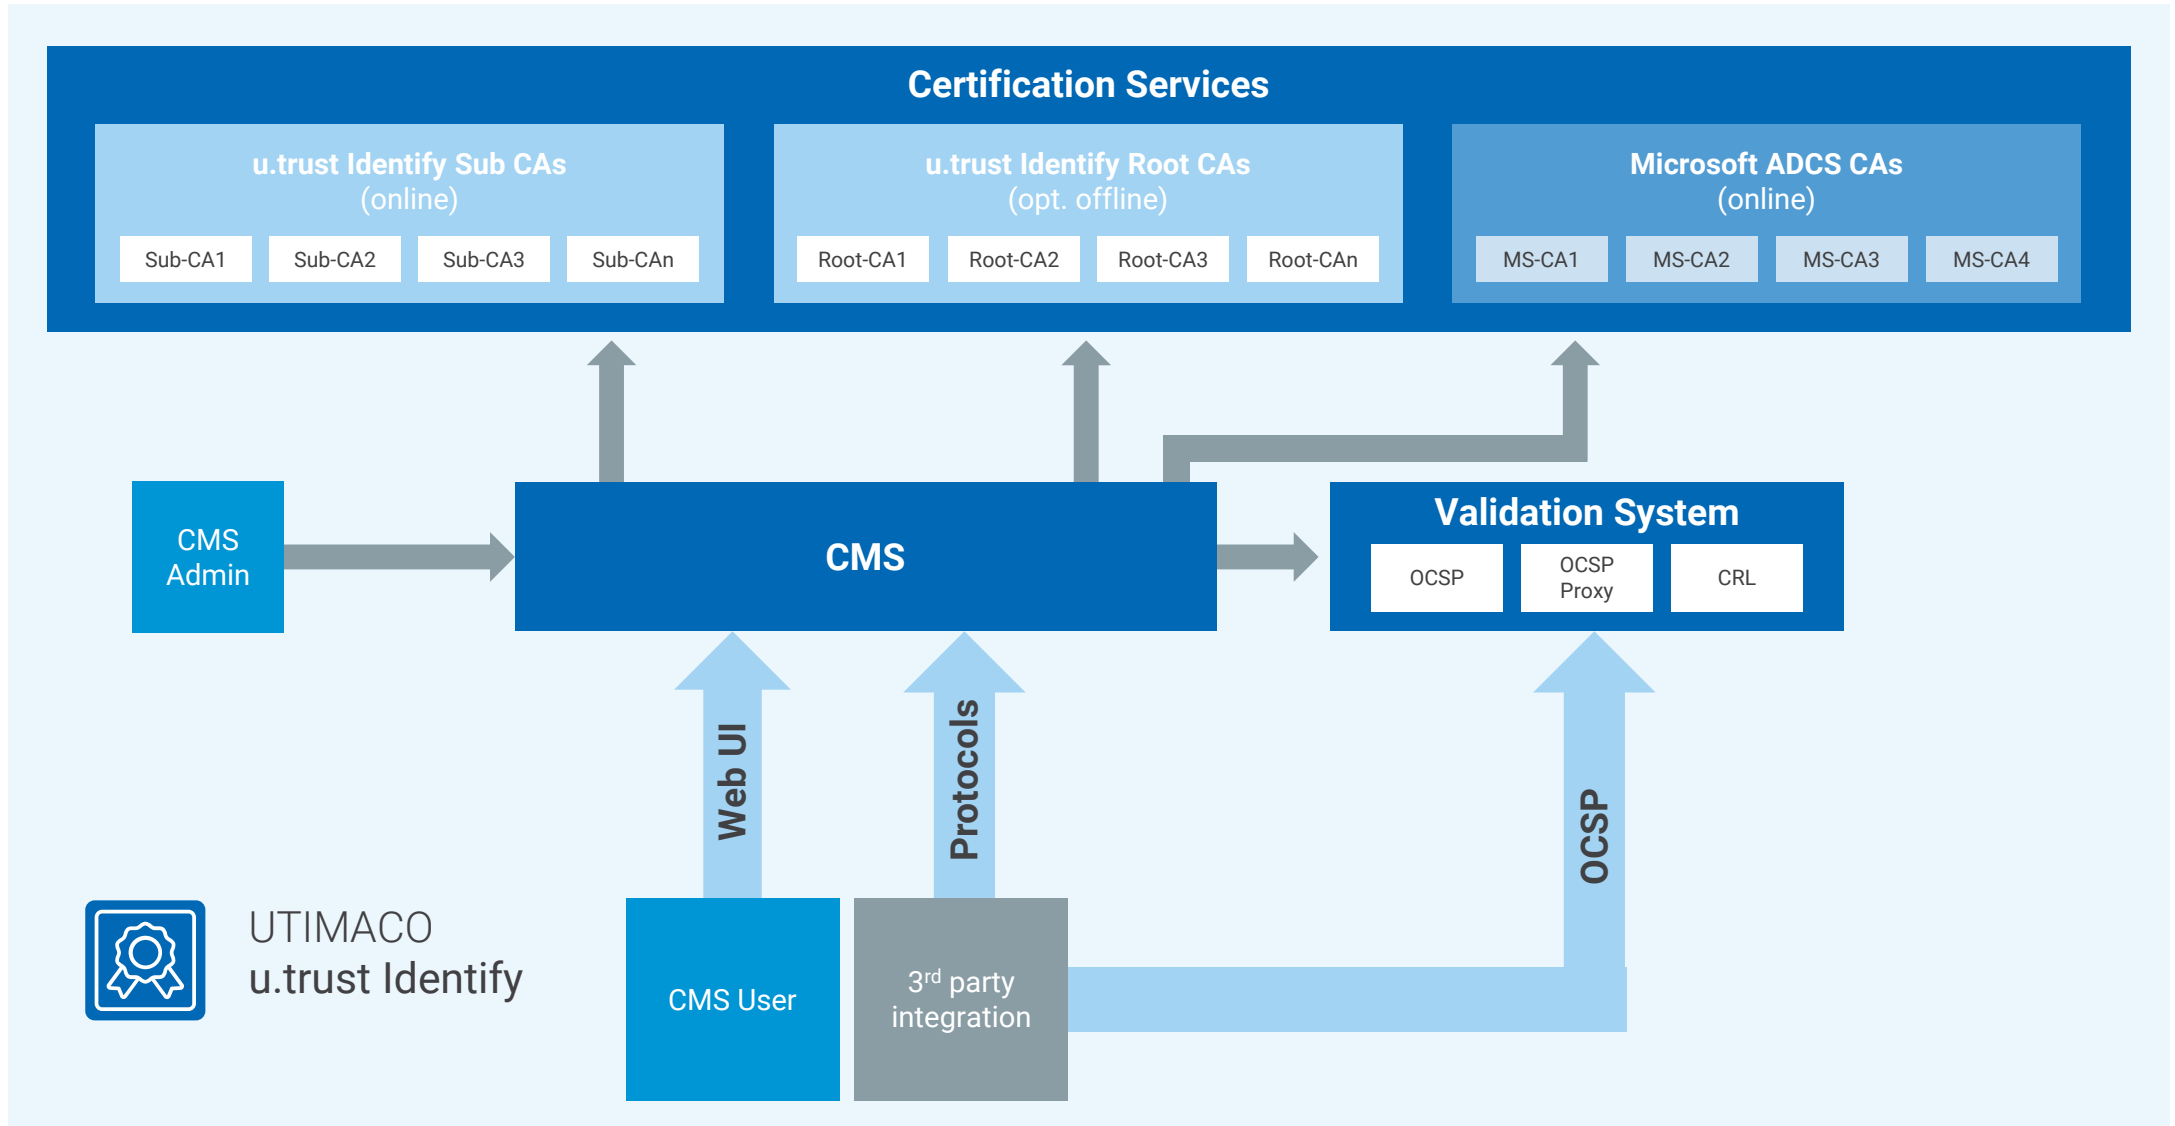 Certification Services
u.trust Identify Sub CAs
(online)
Sub-CA1
Sub-CA2
Sub-CA3
Sub-CAn
u.trust Identify Root CAs
(opt. offline)
Root-CA1
Root-CA2
Root-CA3
Root-CAn
Microsoft ADCS CAs
(online)
MS-CA1
MS-CA2
MS-CA3
MS-CA4
CMS
Admin
CMS
Validation System
OCSP
OCSP
Proxy
CRL
Web UI
Protocols
OCSP
UTIMACO
u.trust Identify
CMS User
3rd party
integration